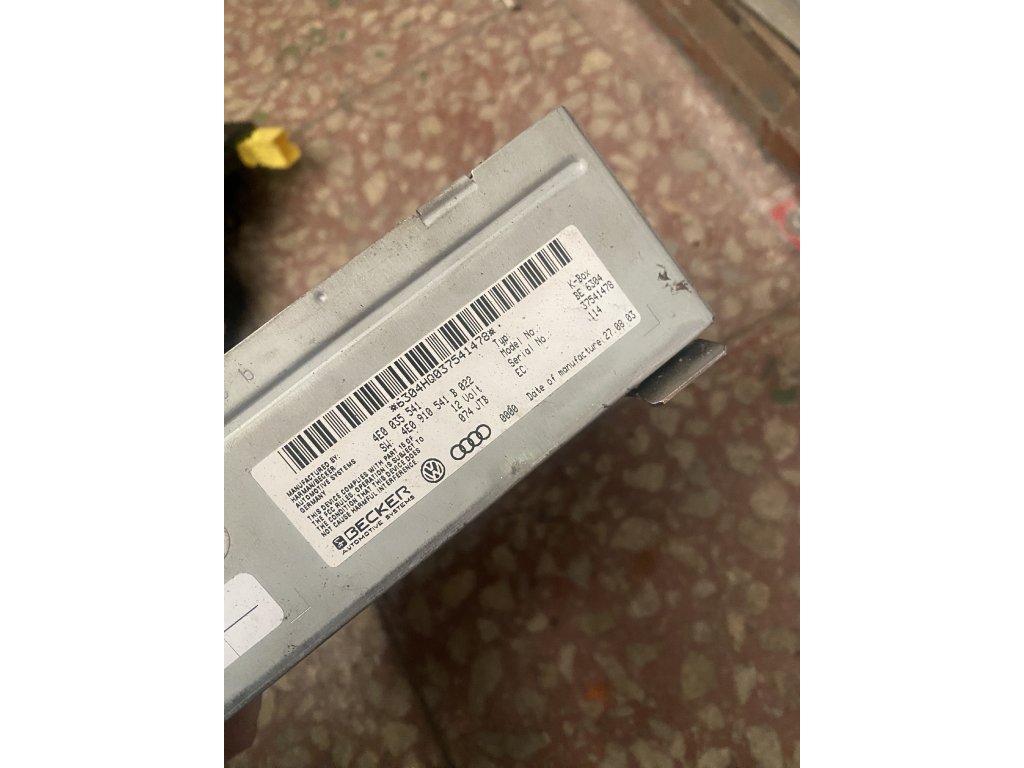 *6304HQ037541478*
4E0 035 541
SW: 4E0 910 541 B 022
12 Volt
074 JTB
0000
Typ: K-Box
Model No.: BE 6304
Serial No.: 37541478
EC: .114
Date of manufacture: 27.08.03
MANUFACTURED BY:
HARMAN/BECKER
AUTOMOTIVE SYSTEMS
GERMANY
THIS DEVICE COMPLIES WITH PART 15 OF
THE FCC RULES. OPERATION IS SUBJECT TO
THE CONDITION THAT THIS DEVICE DOES
NOT CAUSE HARMFUL INTERFERENCE.
BECKER
AUTOMOTIVE SYSTEMS